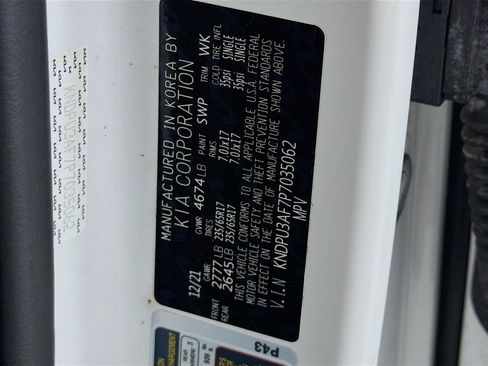 MANUFACTURED IN KOREA BY
KIA CORPORATION
GVWR 4674LB PAINT SWP TRIM WK
12/21 GAWR TIRES RIMS COLD TIRE INFL
FRONT 2777LB 235/65R17 7.0Jx17 35psi SINGLE
REAR 2645LB 235/65R17 7.0Jx17 35psi SINGLE
THIS VEHICLE CONFORMS TO ALL APPLICABLE U.S.A. FEDERAL
MOTOR VEHICLE SAFETY AND THEFT PREVENTION STANDARDS
IN EFFECT ON THE DATE OF MANUFACTURE SHOWN ABOVE.
V.I.N KNDPU3AF7P7035062
MPV
P43
REAR 3